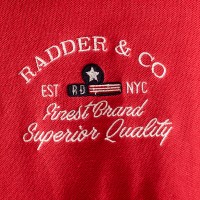 RADDER & CO
EST RD NYC
Finest Brand
Superior Quality